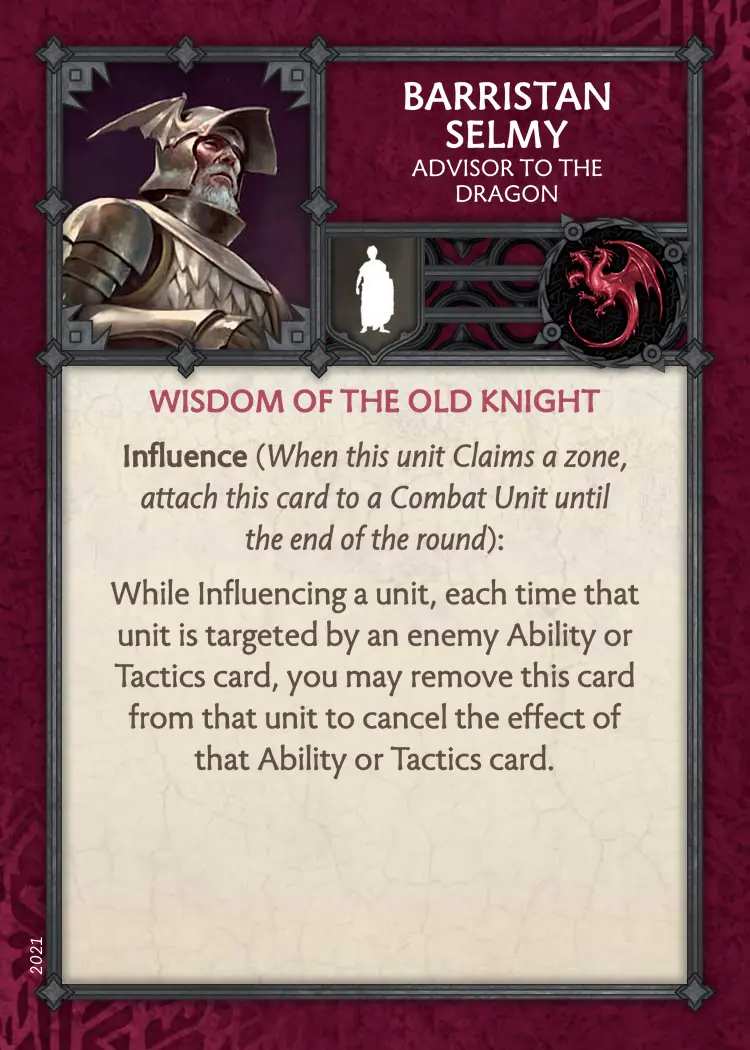 BARRISTAN
SELMY
ADVISOR TO THE
DRAGON
WISDOM OF THE OLD KNIGHT
Influence (When this unit Claims a zone,
attach this card to a Combat Unit until
the end of the round):
While Influencing a unit, each time that
unit is targeted by an enemy Ability or
Tactics card, you may remove this card
from that unit to cancel the effect of
that Ability or Tactics card.
2021